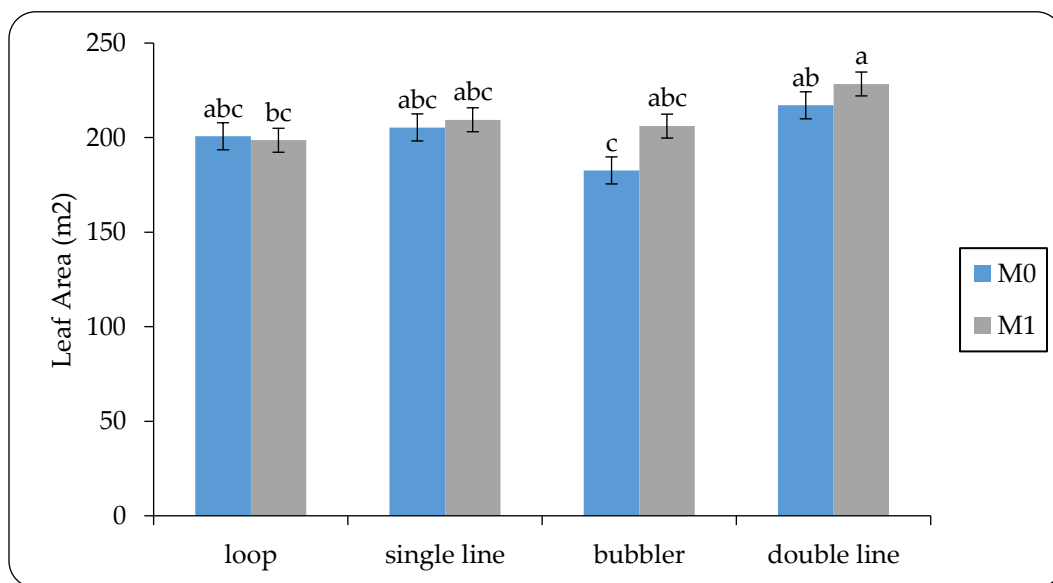 250
200
150
100
50
0
Leaf Area (m2)
abc
bc
abc
abc
c
abc
ab
a
loop
single line
bubbler
double line
M0
M1